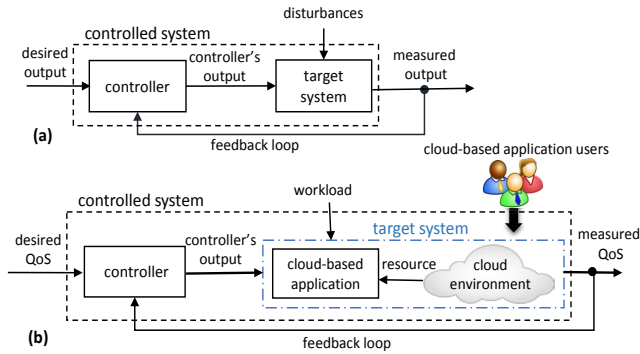 disturbances
controlled system
desired
output
controller's
output
measured
output
controller
target
system
(a)
feedback loop
cloud-based application users
controlled system
workload
target system
desired
QoS
controller's
output
measured
QoS
controller
cloud-based
application
resource
cloud
environment
(b)
feedback loop